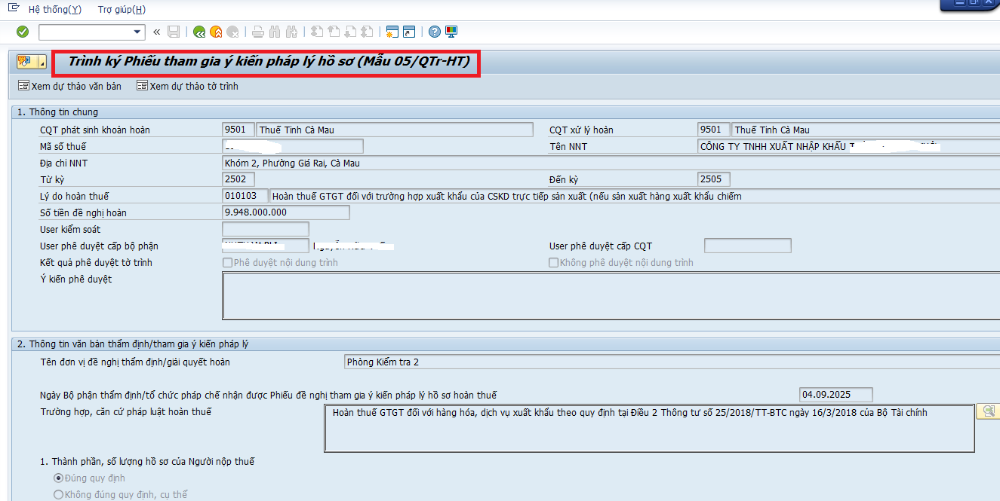 Hệ thống(Y) Trợ giúp(H)
Trình ký Phiếu tham gia ý kiến pháp lý hồ sơ (Mẫu 05/QTr-HT)
Xem dự thảo văn bản Xem dự thảo tờ trình
1. Thông tin chung
CQT phát sinh khoản hoàn 9501 Thuế Tỉnh Cà Mau CQT xử lý hoàn 9501 Thuế Tỉnh Cà Mau
Mã số thuế Tên NNT CÔNG TY TNHH XUẤT NHẬP KHẨU
Địa chỉ NNT Khóm 2, Phường Giá Rai, Cà Mau
Từ kỳ 2502 Đến kỳ 2505
Lý do hoàn thuế 010103 Hoàn thuế GTGT đối với trường hợp xuất khẩu của CSKD trực tiếp sản xuất (nếu sản xuất hàng xuất khẩu chiếm
Số tiền đề nghị hoàn 9.948.000.000
User kiểm soát
User phê duyệt cấp bộ phận User phê duyệt cấp CQT
Kết quả phê duyệt tờ trình Phê duyệt nội dung trình Không phê duyệt nội dung trình
Ý kiến phê duyệt
2. Thông tin văn bản thẩm định/tham gia ý kiến pháp lý
Tên đơn vị đề nghị thẩm định/giải quyết hoàn Phòng Kiểm tra 2
Ngày Bộ phận thẩm định/tổ chức pháp chế nhận được Phiếu đề nghị tham gia ý kiến pháp lý hồ sơ hoàn thuế 04.09.2025
Trường hợp, căn cứ pháp luật hoàn thuế Hoàn thuế GTGT đối với hàng hóa, dịch vụ xuất khẩu theo quy định tại Điều 2 Thông tư số 25/2018/TT-BTC ngày 16/3/2018 của Bộ Tài chính
1. Thành phần, số lượng hồ sơ của Người nộp thuế
Đúng quy định
Không đúng quy định, cụ thể